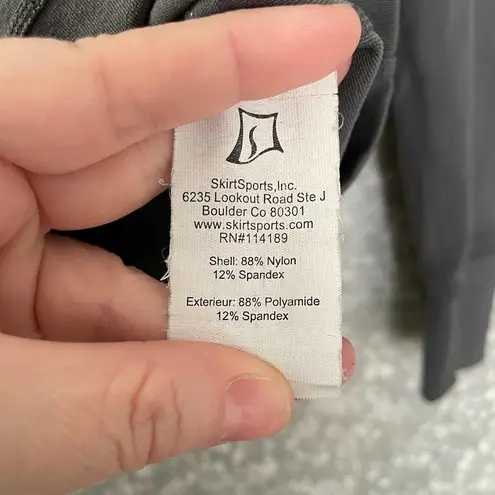 SkirtSports,Inc.
6235 Lookout Road Ste J
Boulder Co 80301
www.skirtsports.com
RN#114189
Shell: 88% Nylon
12% Spandex
Exterieur: 88% Polyamide
12% Spandex